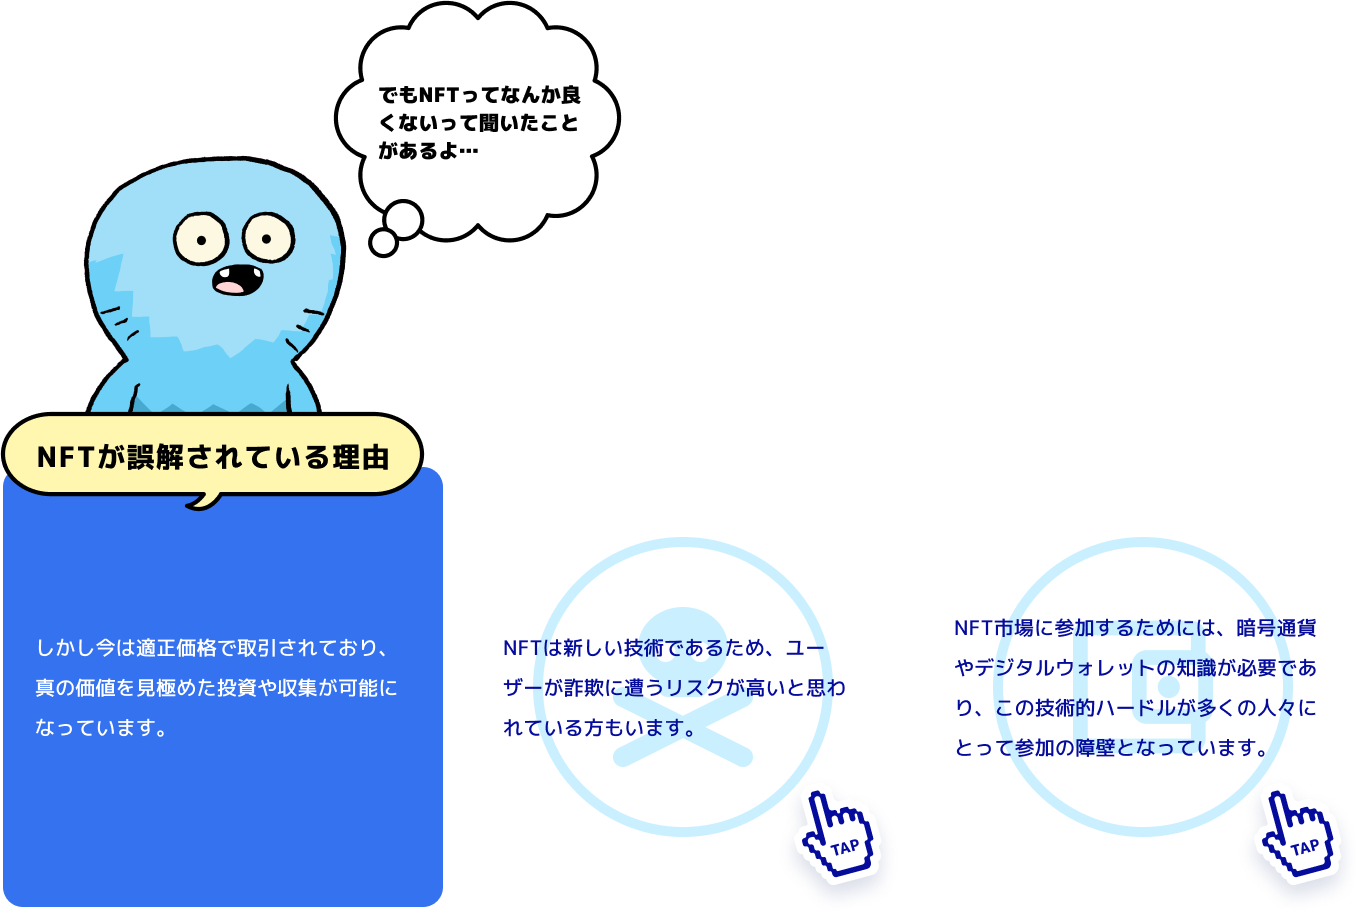 でもNFTってなんか良
くないって聞いたこと
があるよ…
NFTが誤解されている理由
しかし今は適正価格で取引されており、
真の価値を見極めた投資や収集が可能に
なっています。
NFTは新しい技術であるため、ユー
ザーが詐欺に遭うリスクが高いと思わ
れている方もいます。
TAP
NFT市場に参加するためには、暗号通貨
やデジタルウォレットの知識が必要であ
り、この技術的ハードルが多くの人々に
とって参加の障壁となっています。
TAP